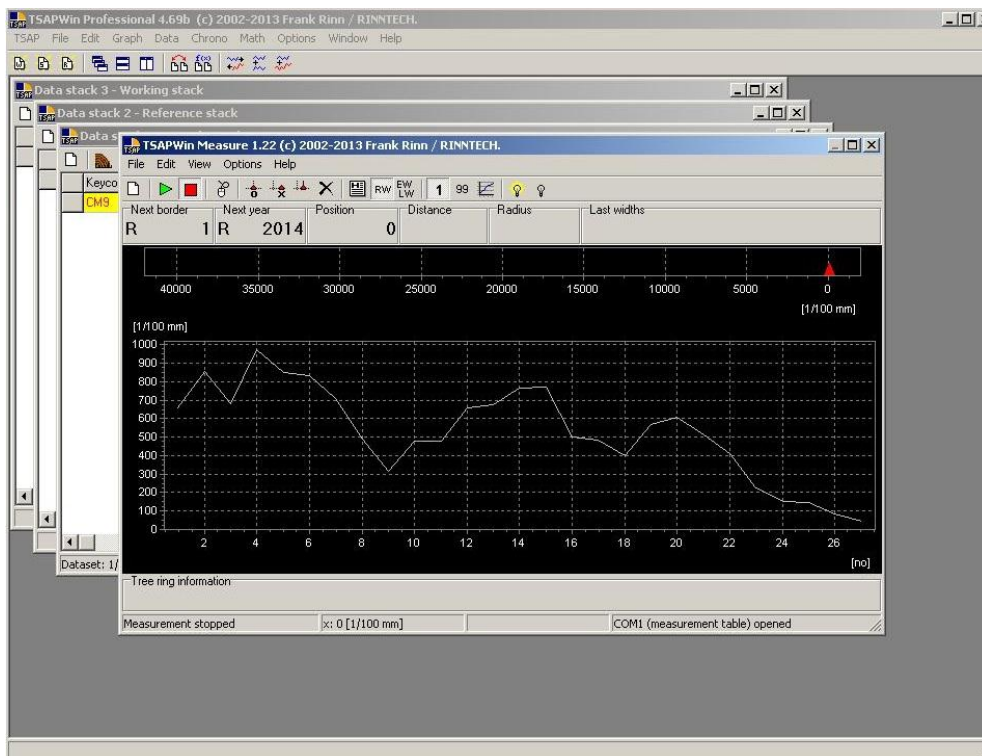 TSAPWin Professional 4.69b (c) 2002-2013 Frank Rinn / RINNTECH.
TSAP File Edit Graph Data Chrono Math Options Window Help
Data stack 3 - Working stack
Data stack 2 - Reference stack
Data s
Keyco
CM9
TSAPWin Measure 1.22 (c) 2002-2013 Frank Rinn / RINNTECH.
File Edit View Options Help
RW EW LW 1 99
Next border Next year Position Distance Radius Last widths
R 1 R 2014 0
40000 35000 30000 25000 20000 15000 10000 5000 0
[1/100 mm]
[1/100 mm]
1000
900
800
700
600
500
400
300
200
100
0
2 4 6 8 10 12 14 16 18 20 22 24 26
[no]
Dataset: 1/
Tree ring information
Measurement stopped x: 0 [1/100 mm] COM1 (measurement table) opened